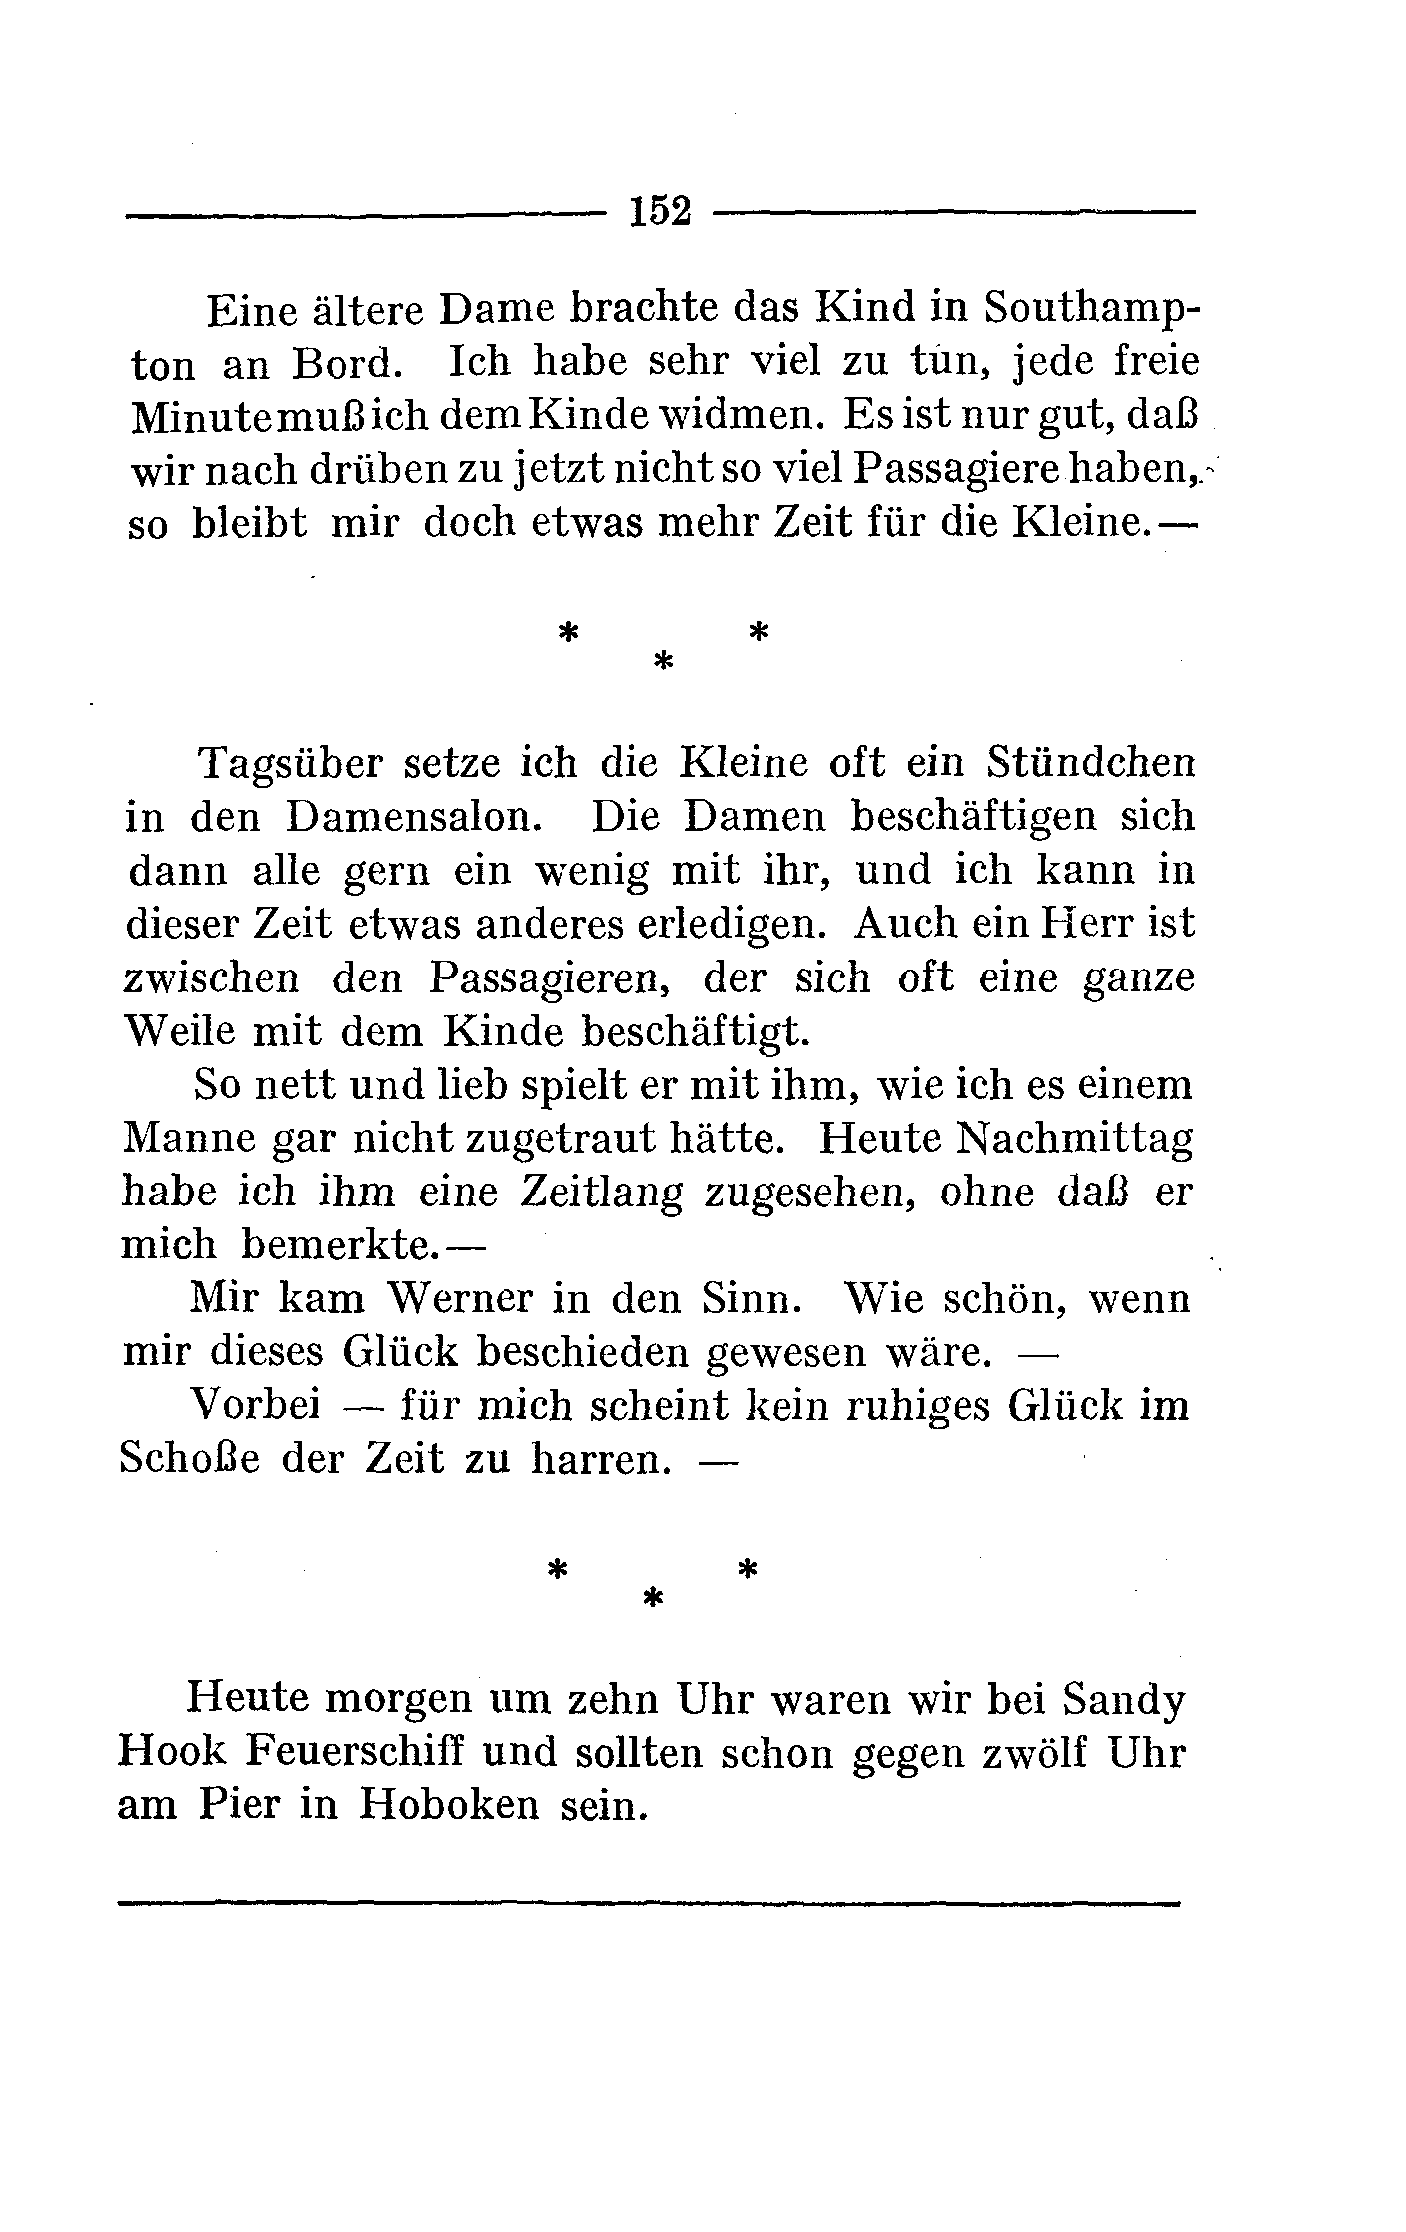 152
Eine ältere Dame brachte das Kind in Southamp-
ton an Bord. Ich habe sehr viel zu tun, jede freie
Minute muß ich dem Kinde widmen. Es ist nur gut, daß
wir nach drüben zu jetzt nicht so viel Passagiere haben,
so bleibt mir doch etwas mehr Zeit für die Kleine.—
* *
*
Tagsüber setze ich die Kleine oft ein Stündchen
in den Damensalon. Die Damen beschäftigen sich
dann alle gern ein wenig mit ihr, und ich kann in
dieser Zeit etwas anderes erledigen. Auch ein Herr ist
zwischen den Passagieren, der sich oft eine ganze
Weile mit dem Kinde beschäftigt.
So nett und lieb spielt er mit ihm, wie ich es einem
Manne gar nicht zugetraut hätte. Heute Nachmittag
habe ich ihm eine Zeitlang zugesehen, ohne daß er
mich bemerkte.—
Mir kam Werner in den Sinn. Wie schön, wenn
mir dieses Glück beschieden gewesen wäre. —
Vorbei — für mich scheint kein ruhiges Glück im
Schoße der Zeit zu harren. —
* *
*
Heute morgen um zehn Uhr waren wir bei Sandy
Hook Feuerschiff und sollten schon gegen zwölf Uhr
am Pier in Hoboken sein.